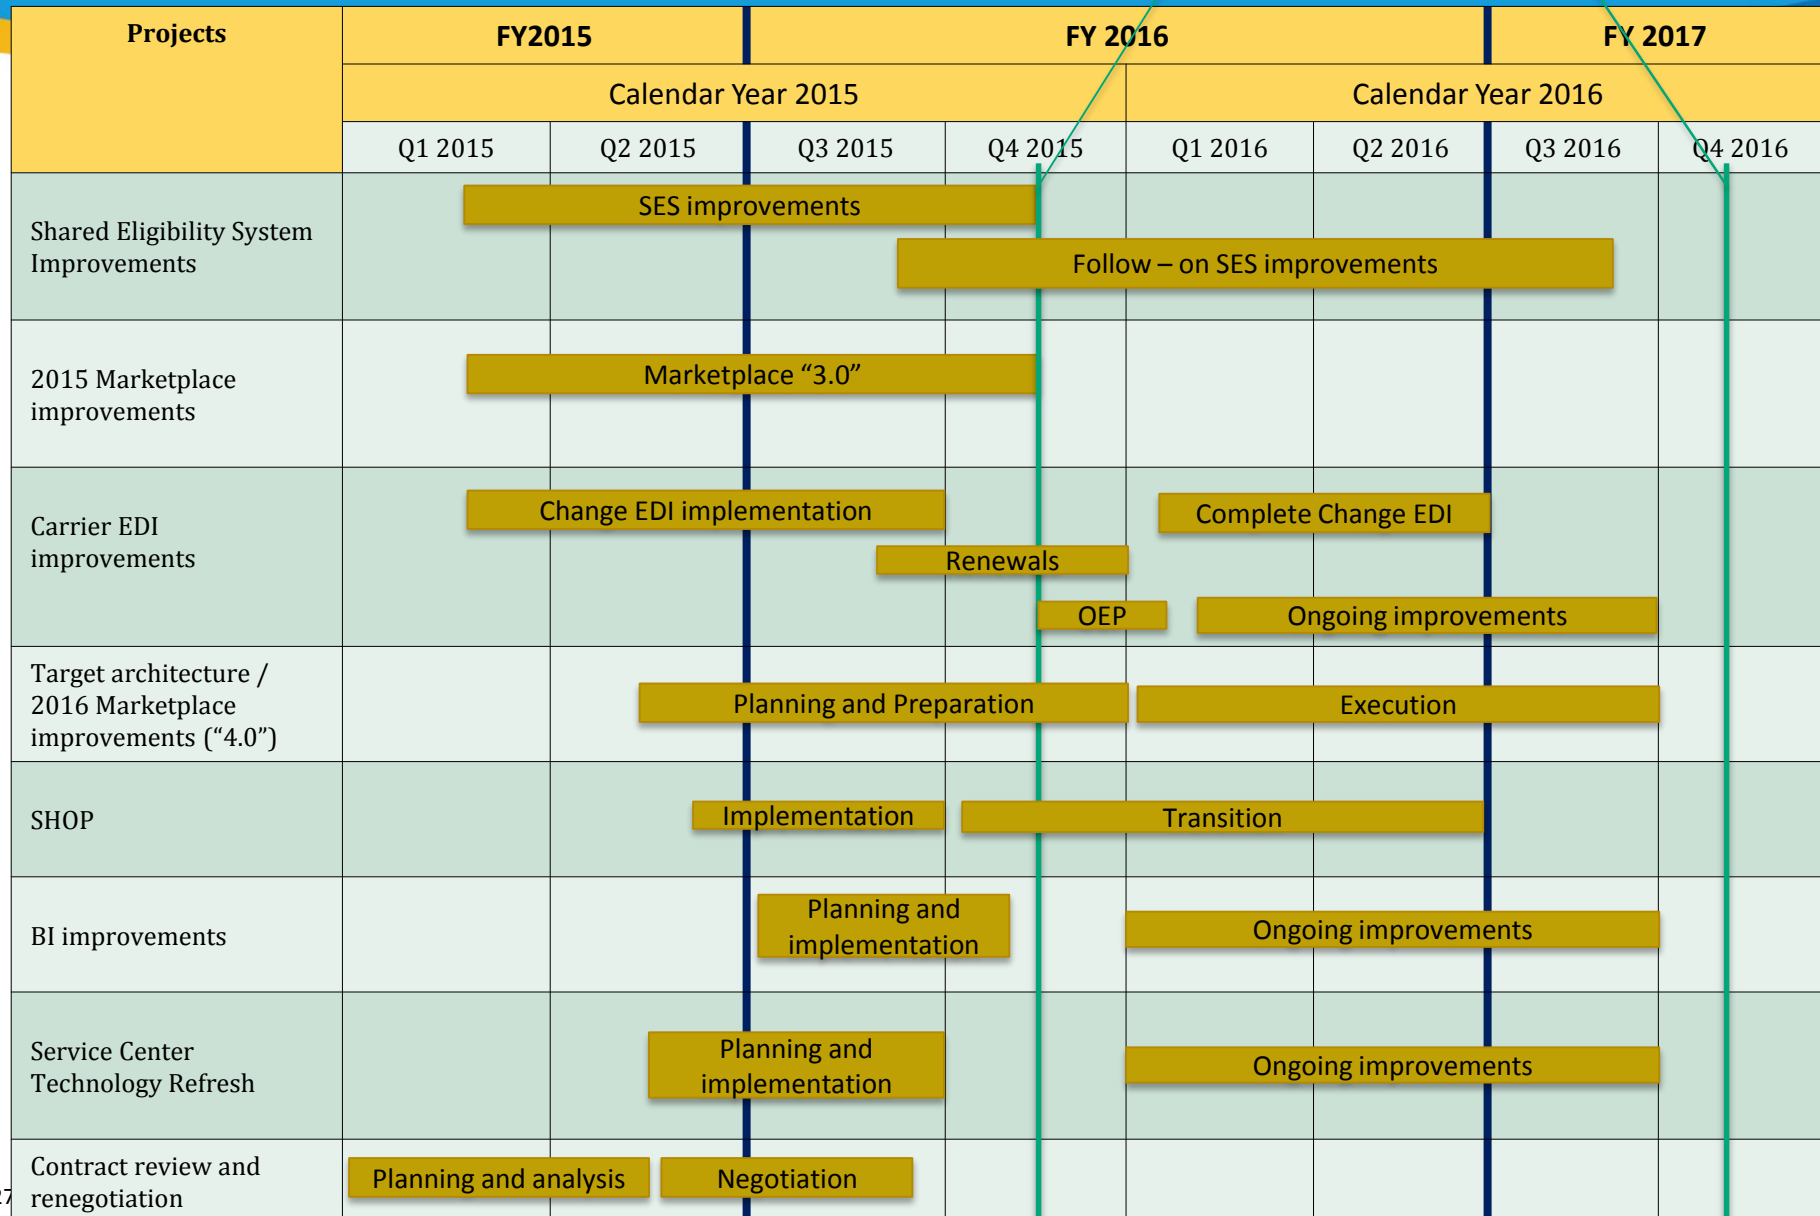 Projects
FY2015
FY 2016
FY 2017
Calendar Year 2015
Calendar Year 2016
Q1 2015
Q2 2015
Q3 2015
Q4 2015
Q1 2016
Q2 2016
Q3 2016
Q4 2016
Shared Eligibility System
Improvements
SES improvements
Follow – on SES improvements
2015 Marketplace
improvements
Marketplace “3.0”
Carrier EDI
improvements
Change EDI implementation
Complete Change EDI
Renewals
OEP
Ongoing improvements
Target architecture /
2016 Marketplace
improvements (“4.0”)
Planning and Preparation
Execution
SHOP
Implementation
Transition
BI improvements
Planning and
implementation
Ongoing improvements
Service Center
Technology Refresh
Planning and
implementation
Ongoing improvements
Contract review and
renegotiation
Planning and analysis
Negotiation